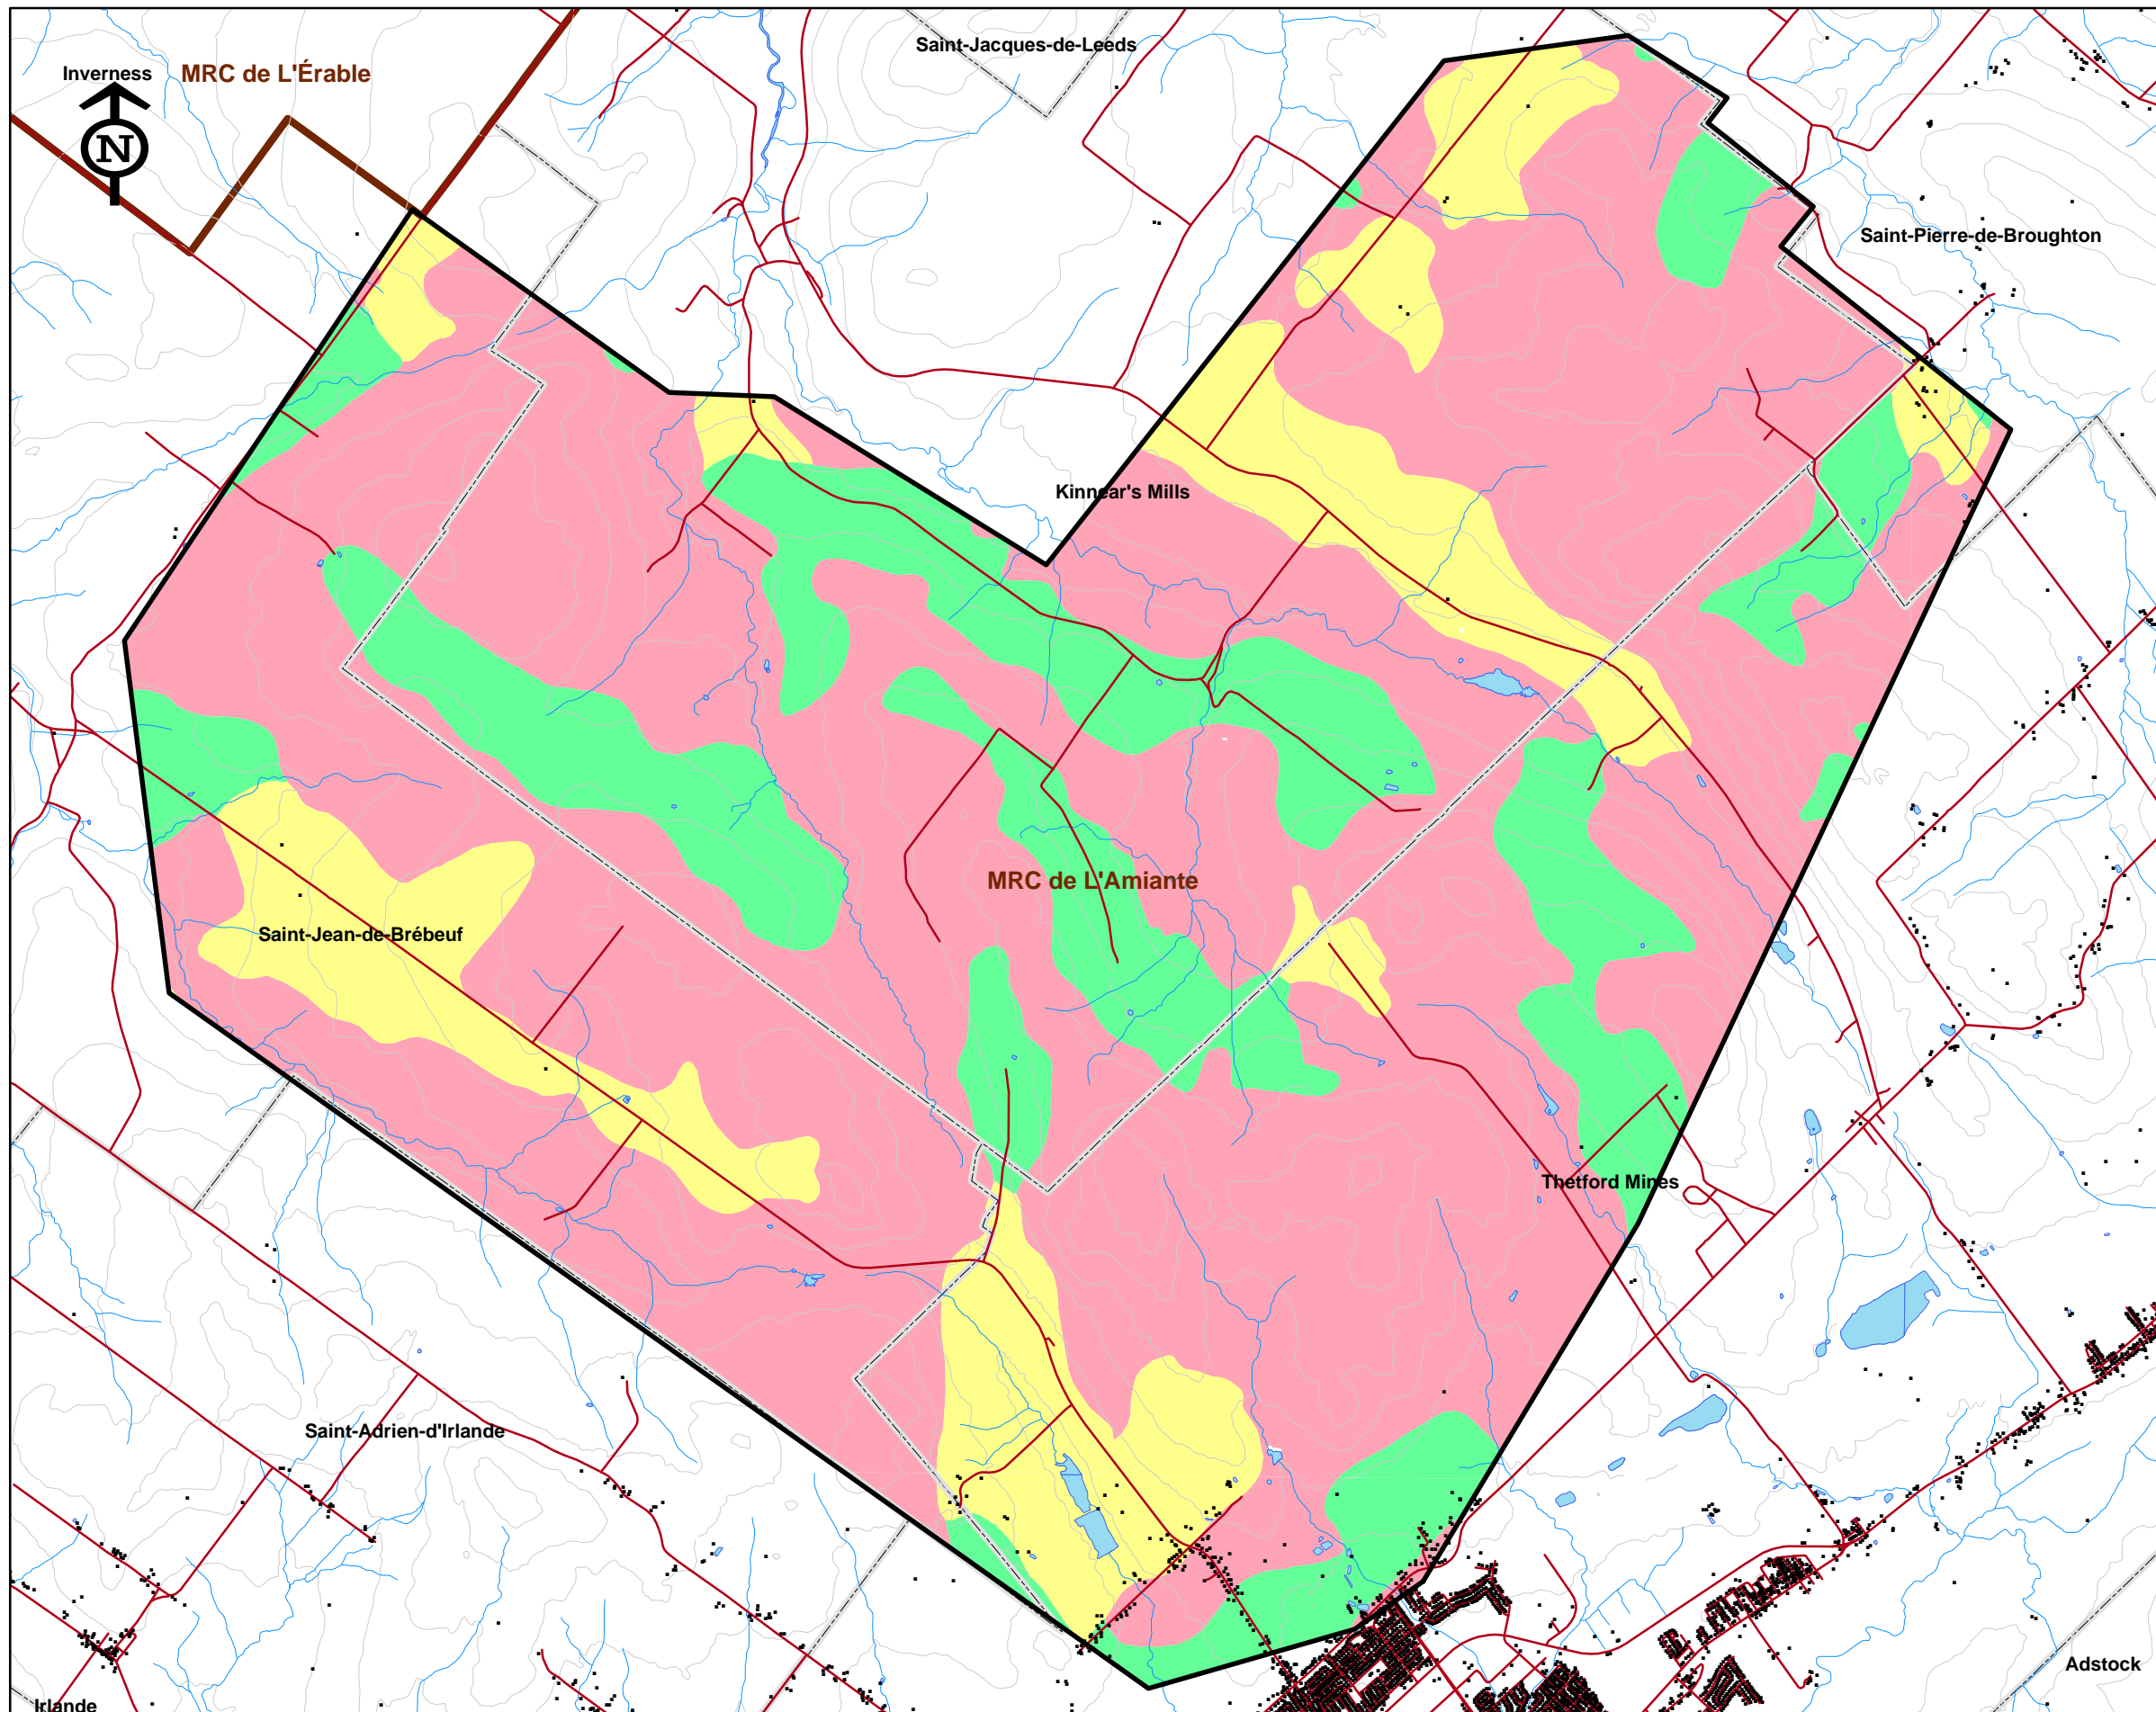 Saint-Jacques-de-Leeds
Inverness
MRC de L'Érable
N
Saint-Pierre-de-Broughton
Kinnear's Mills
MRC de L'Amiante
Saint-Jean-de-Brébeuf
Thetford Mines
Saint-Adrien-d'Irlande
Adstock
Irlande